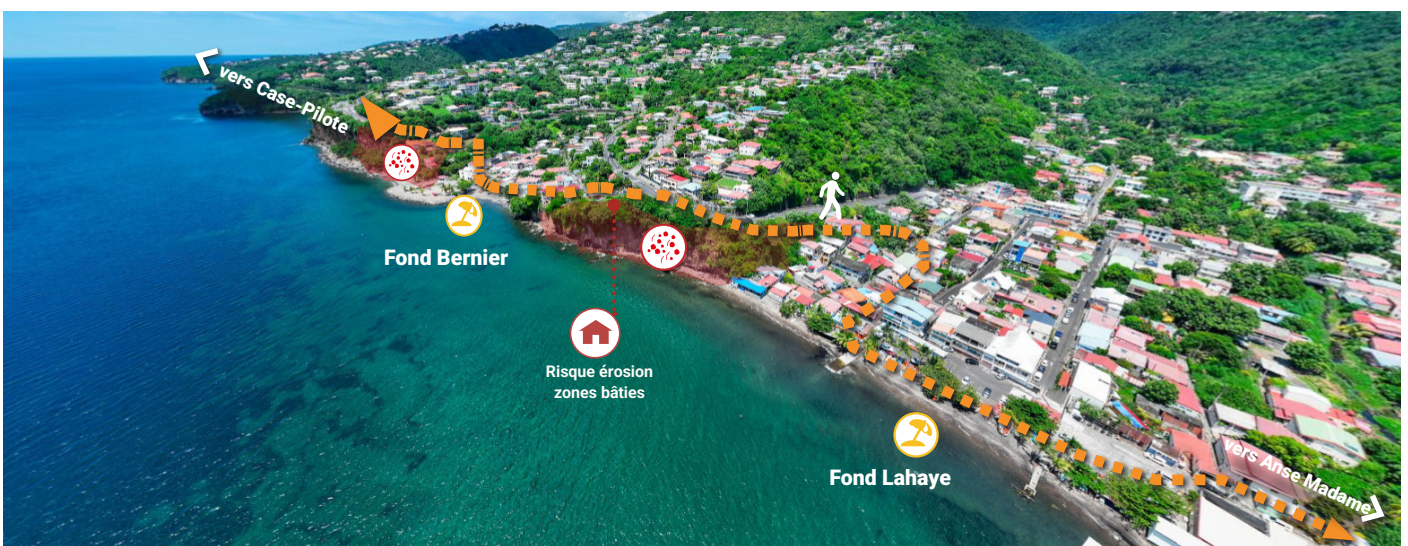 vers Case-Pilote
Fond Bernier
Risque érosion
zones bâties
Fond Lahaye
vers Anse Madame